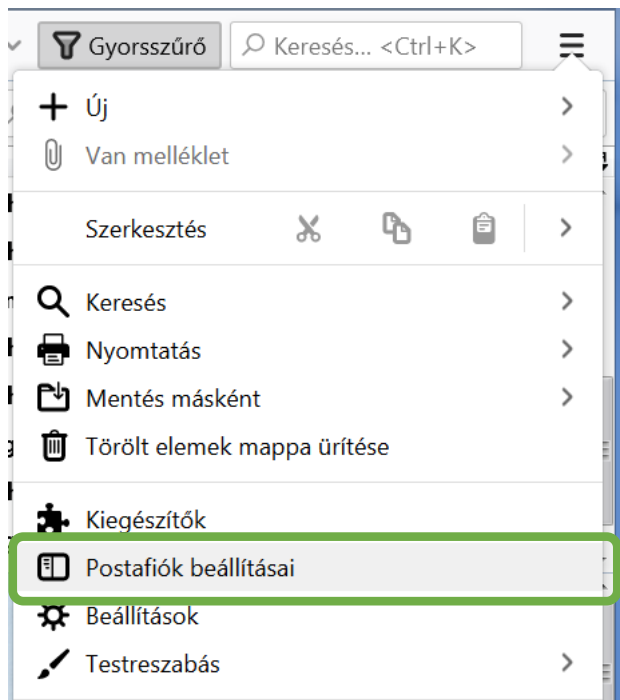 Gyorsszűrő
Keresés... <Ctrl+K>
Új
Van melléklet
Szerkesztés
Keresés
Nyomtatás
Mentés másként
Törölt elemek mappa ürítése
Kiegészítők
Postafiók beállításai
Beállítások
Testreszabás